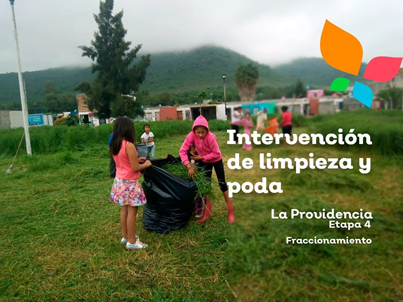 Intervención
de limpieza y
poda
La Providencia
Etapa 4
Fraccionamiento